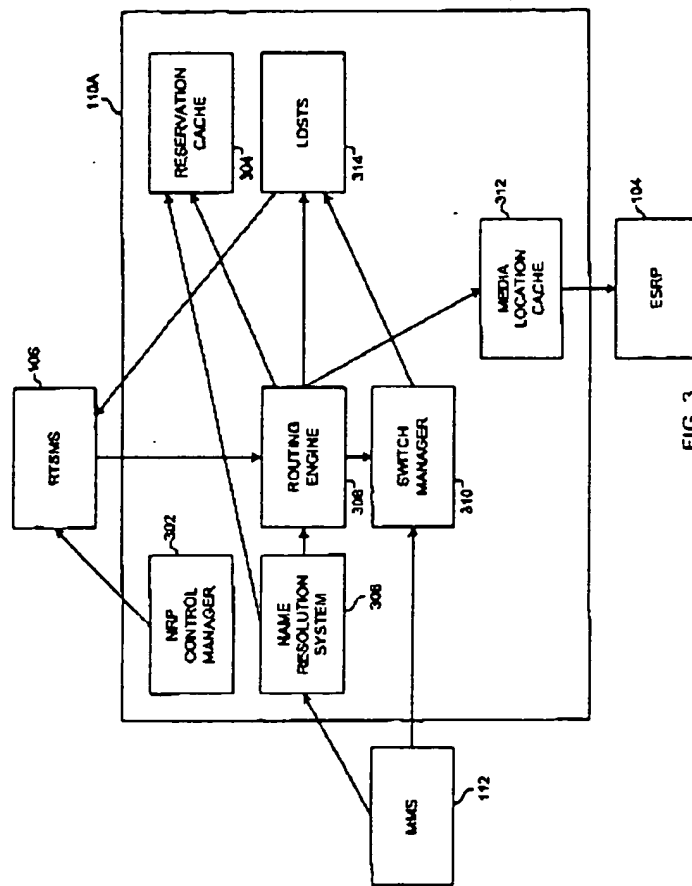 106
RTSMS
110A
302
NRP
CONTROL
MANAGER
RESERVATION
CACHE
304
NAME
RESOLUTION
SYSTEM
306
ROUTING
ENGINE
308
LDSTS
314
112
SWITCH
MANAGER
310
312
MEDIA
LOCATION
CACHE
104
ESRP
FIG. 3